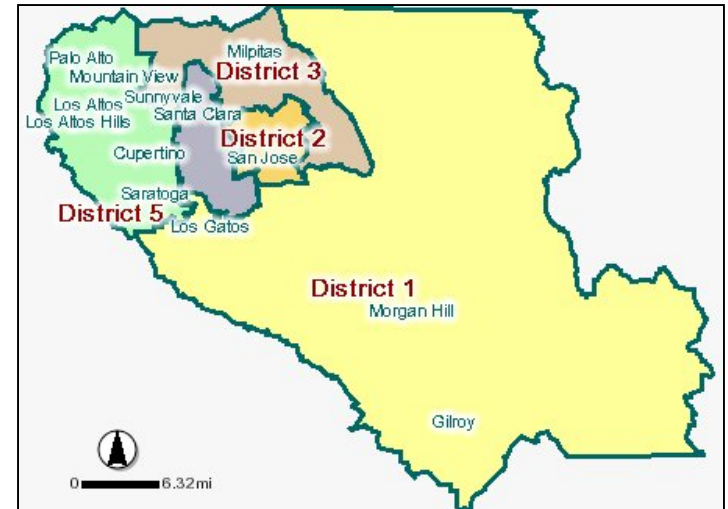 Milpitas
Palo Alto
District 3
Mountain View
Sunnyvale
Los Altos
Santa Clara
Los Altos Hills
District 2
Cupertino
San Jose
Saratoga
District 5
Los Gatos
District 1
Morgan Hill
Gilroy
0 6.32mi